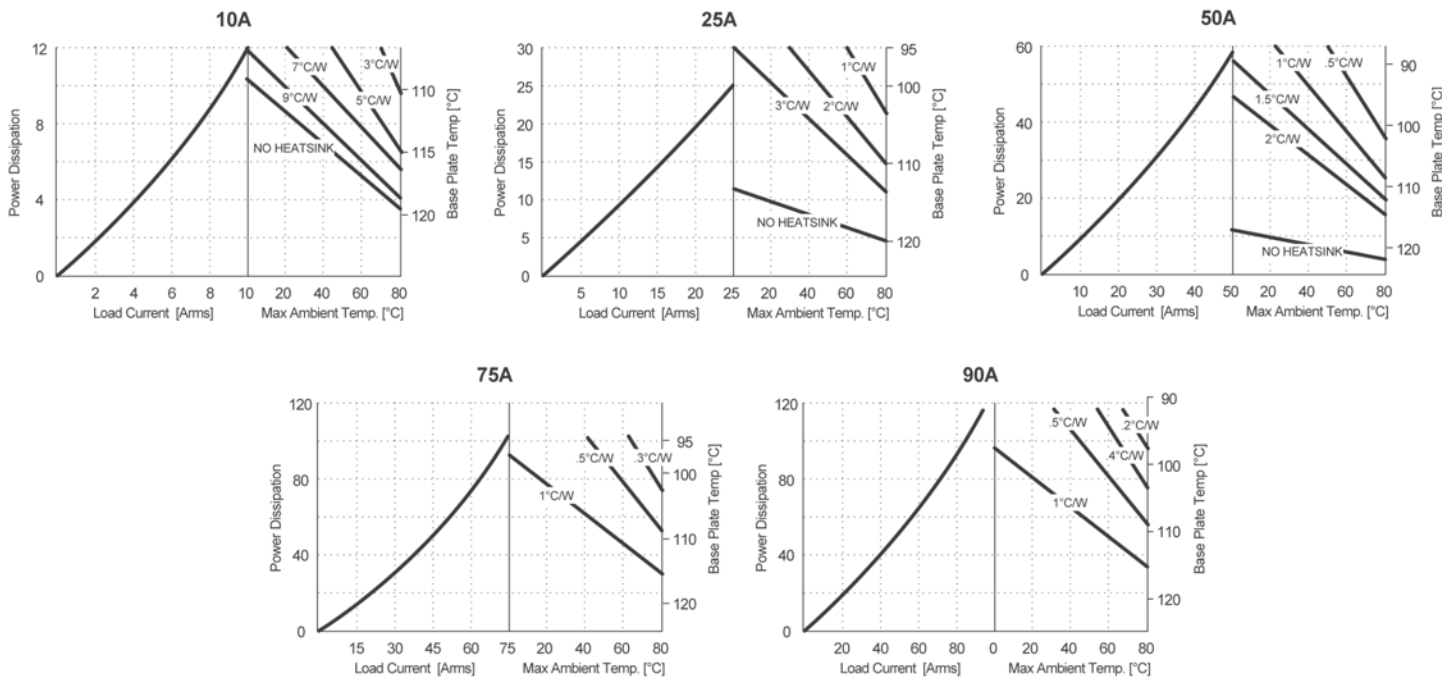 10A
12
8
4
0
Power Dissipation
2 4 6 8 10 20 40 60 80
Load Current [Arms] Max Ambient Temp. [°C]
7°C/W
3°C/W
9°C/W
5°C/W
NO HEATSINK
110
115
120
Base Plate Temp [°C]
25A
30
25
20
15
10
5
0
Power Dissipation
5 10 15 20 25 20 40 60 80
Load Current [Arms] Max Ambient Temp. [°C]
1°C/W
3°C/W
2°C/W
NO HEATSINK
95
100
110
120
Base Plate Temp [°C]
50A
60
40
20
0
Power Dissipation
10 20 30 40 50 20 40 60 80
Load Current [Arms] Max Ambient Temp. [°C]
1°C/W
.5°C/W
1.5°C/W
2°C/W
NO HEATSINK
90
100
110
120
Base Plate Temp [°C]
75A
120
80
40
0
Power Dissipation
15 30 45 60 75 20 40 60 80
Load Current [Arms] Max Ambient Temp. [°C]
.5°C/W
.3°C/W
1°C/W
95
100
110
120
Base Plate Temp [°C]
90A
120
80
40
0
Power Dissipation
20 40 60 80 0 20 40 60 80
Load Current [Arms] Max Ambient Temp. [°C]
.5°C/W
.2°C/W
.4°C/W
1°C/W
90
100
110
120
Base Plate Temp [°C]